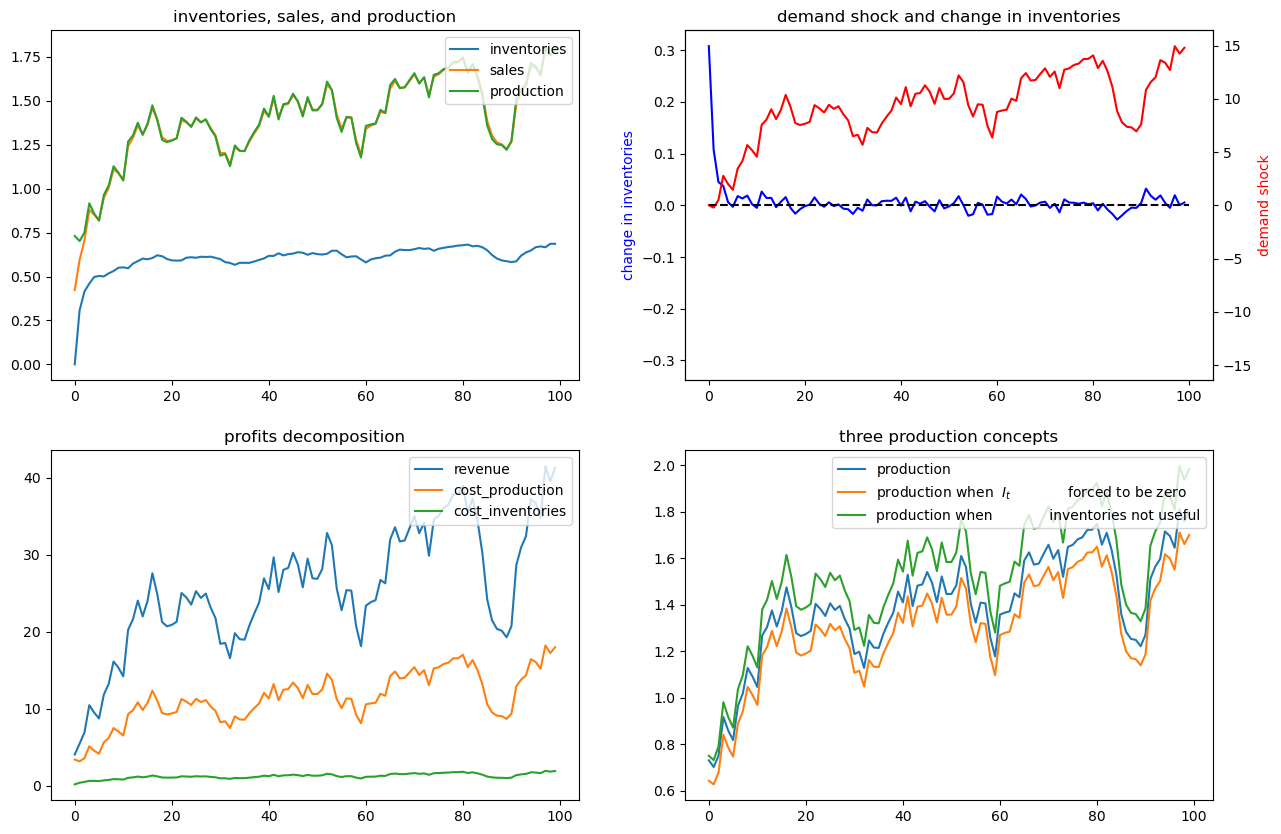 inventories, sales, and production
1.75
1.50
1.25
1.00
0.75
0.50
0.25
0.00
0 20 40 60 80 100
inventories
sales
production
demand shock and change in inventories
change in inventories
0.3
0.2
0.1
0.0
−0.1
−0.2
−0.3
0 20 40 60 80 100
15
10
5
0
−5
−10
−15
demand shock
profits decomposition
40
30
20
10
0
0 20 40 60 80 100
revenue
cost_production
cost_inventories
three production concepts
2.0
1.8
1.6
1.4
1.2
1.0
0.8
0.6
0 20 40 60 80 100
production
production when I_t forced to be zero
production when inventories not useful